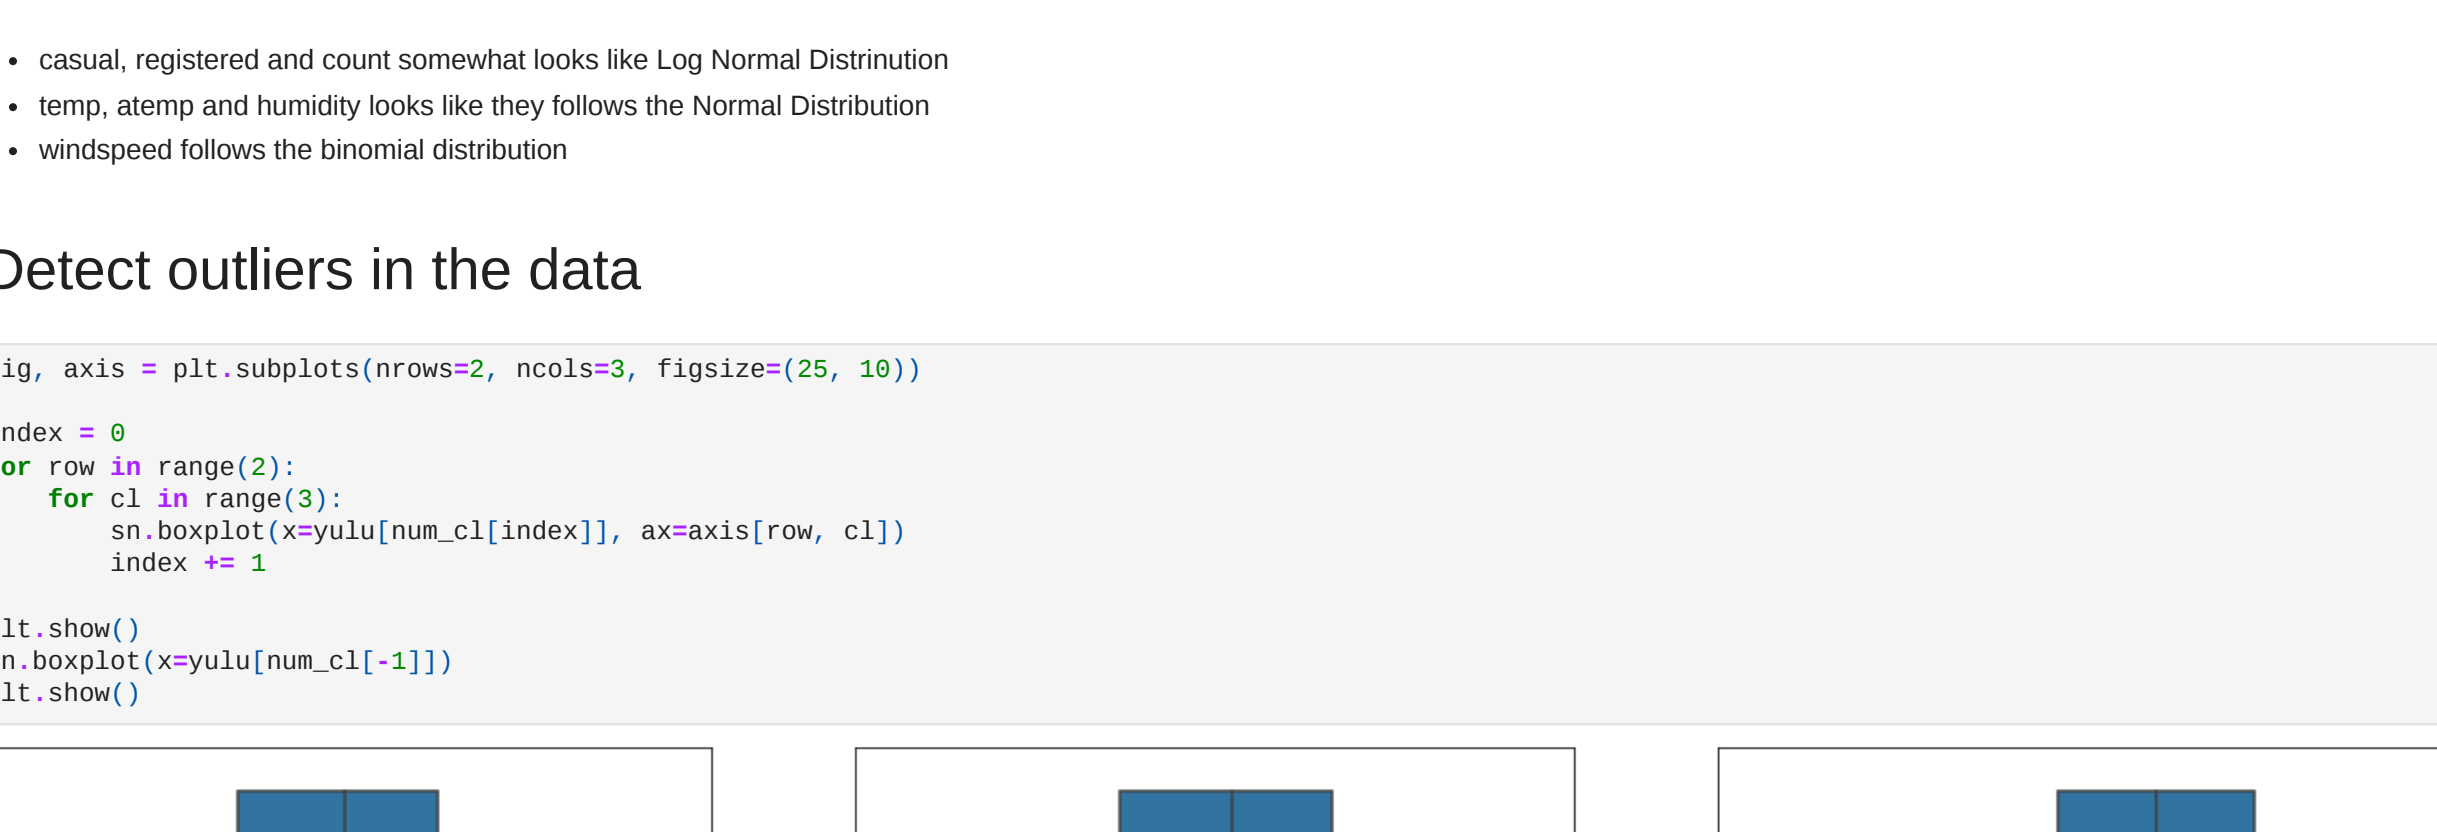 casual, registered and count somewhat looks like Log Normal Distrinution
temp, atemp and humidity looks like they follows the Normal Distribution
windspeed follows the binomial distribution
Detect outliers in the data
ig, axis = plt.subplots(nrows=2, ncols=3, figsize=(25, 10))
ndex = 0
or row in range(2):
    for cl in range(3):
        sn.boxplot(x=yulu[num_cl[index]], ax=axis[row, cl])
        index += 1
lt.show()
n.boxplot(x=yulu[num_cl[-1]])
lt.show()